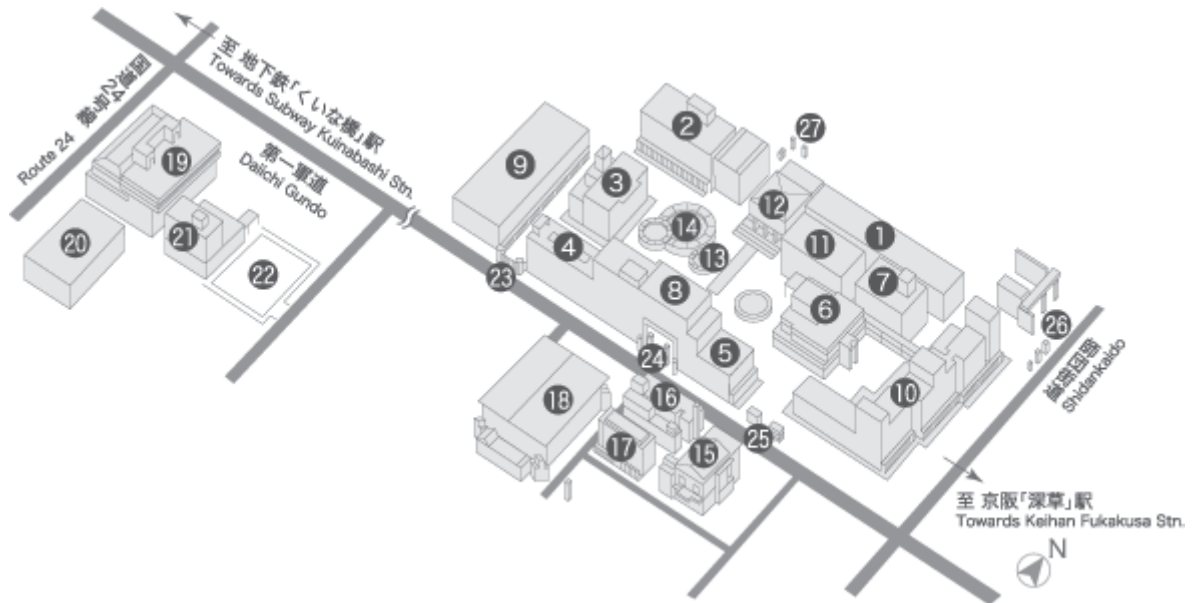 至 地下鉄「くいな橋」駅
Towards Subway Kuinabashi Stn.
国道24号線
Route 24
第一軍道
Daiichi Gundo
師団街道
Shidankaido
至 京阪「深草」駅
Towards Keihan Fukakusa Stn.
N
1
2
3
4
5
6
7
8
9
10
11
12
13
14
15
16
17
18
19
20
21
22
23
24
25
26
27